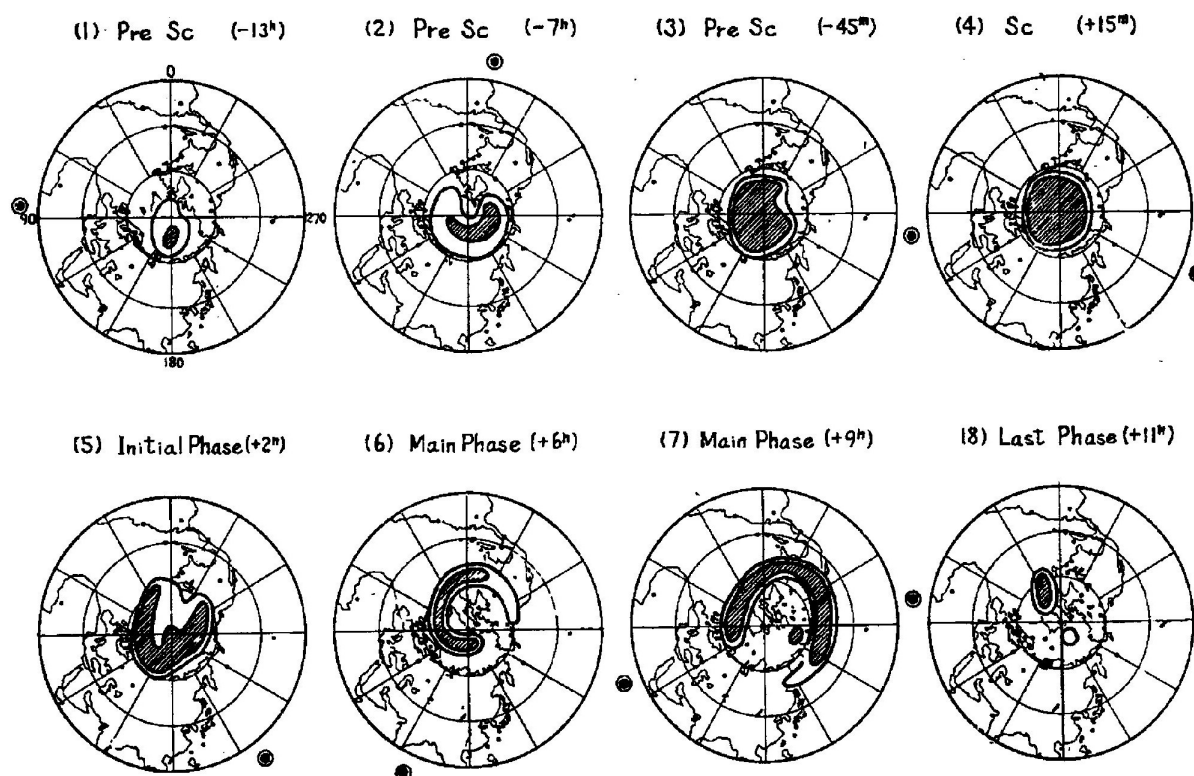 (1) Pre Sc (-13ʰ)
(2) Pre Sc (-7ʰ)
(3) Pre Sc (-45ᵐ)
(4) Sc (+15ᵐ)
0
90
270
180
(5) Initial Phase (+2ʰ)
(6) Main Phase (+6ʰ)
(7) Main Phase (+9ʰ)
(8) Last Phase (+11ʰ)